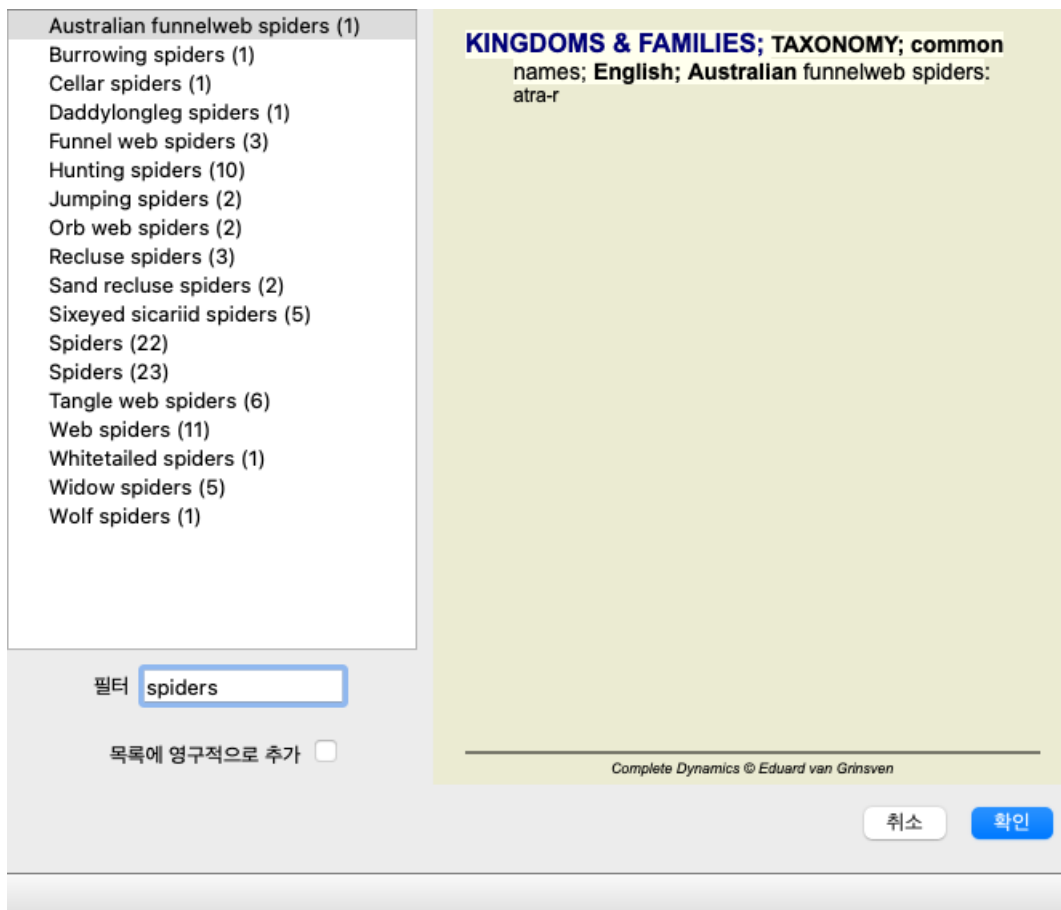 Australian funnelweb spiders (1)
Burrowing spiders (1)
Cellar spiders (1)
Daddylongleg spiders (1)
Funnel web spiders (3)
Hunting spiders (10)
Jumping spiders (2)
Orb web spiders (2)
Recluse spiders (3)
Sand recluse spiders (2)
Sixeyed sicariid spiders (5)
Spiders (22)
Spiders (23)
Tangle web spiders (6)
Web spiders (11)
Whitetailed spiders (1)
Widow spiders (5)
Wolf spiders (1)
필터 spiders
목록에 영구적으로 추가
KINGDOMS & FAMILIES; TAXONOMY; common
names; English; Australian funnelweb spiders:
atra-r
Complete Dynamics © Eduard van Grinsven
취소 확인